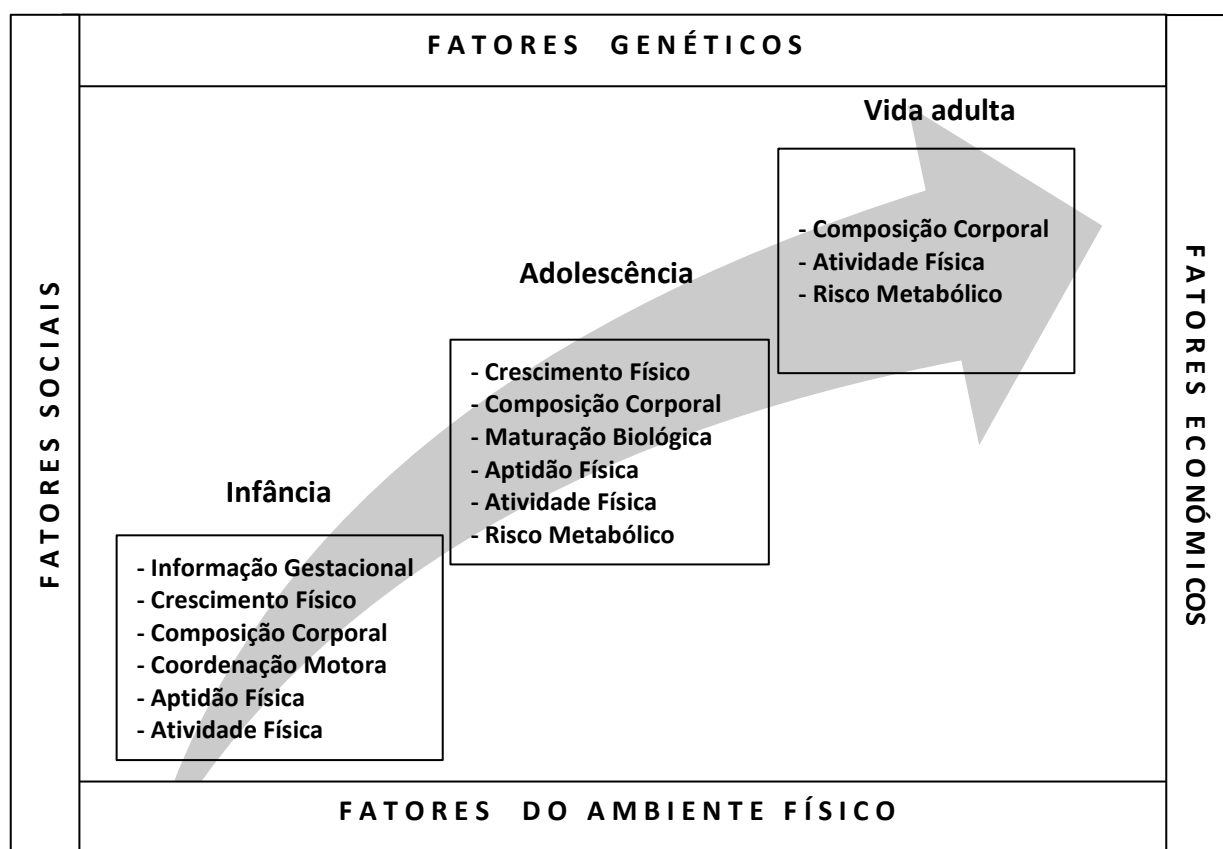 FATORES GENÉTICOS
FATORES SOCIAIS
Vida adulta
- Composição Corporal
- Atividade Física
- Risco Metabólico
Adolescência
- Crescimento Físico
- Composição Corporal
- Maturação Biológica
- Aptidão Física
- Atividade Física
- Risco Metabólico
Infância
- Informação Gestacional
- Crescimento Físico
- Composição Corporal
- Coordenação Motora
- Aptidão Física
- Atividade Física
FATORES ECONÓMICOS
FATORES DO AMBIENTE FÍSICO